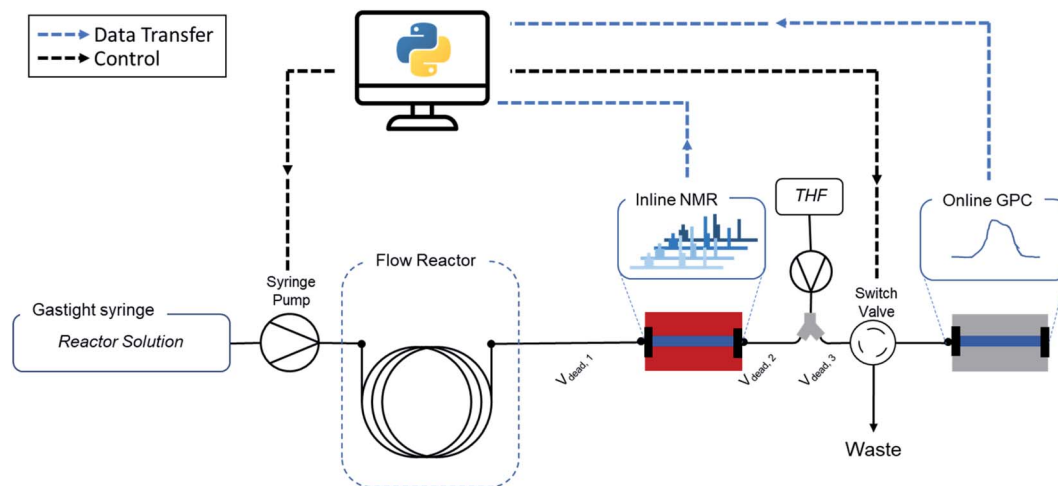 Data Transfer
Control
Inline NMR
THF
Online GPC
Flow Reactor
Syringe
Pump
Switch
Valve
Gastight syringe
Reactor Solution
Vdead, 1
Vdead, 2
Vdead, 3
Waste